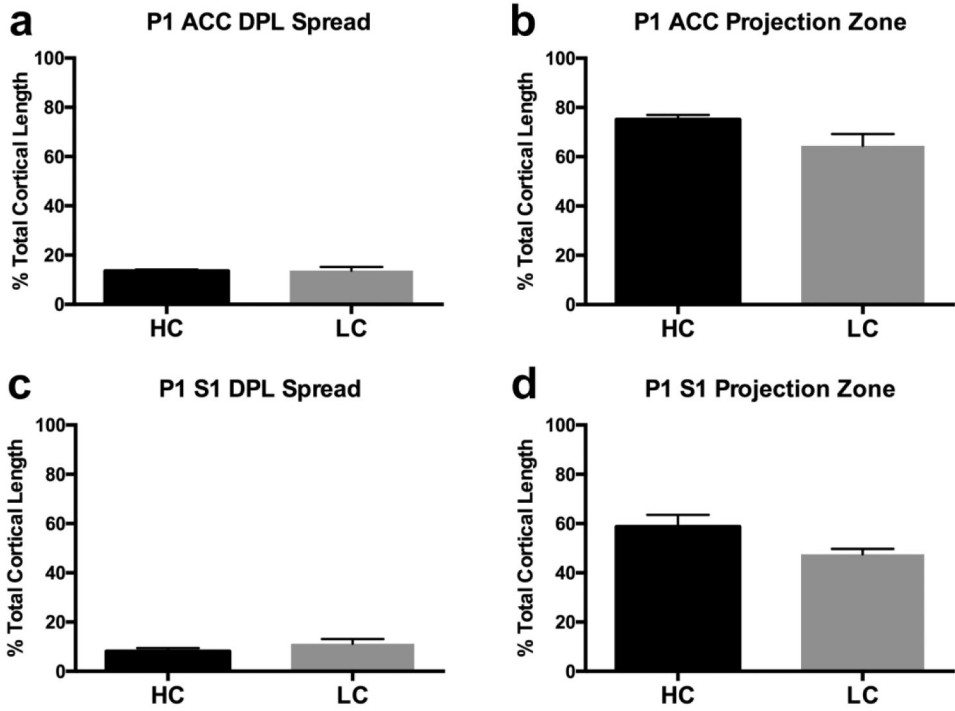 a
P1 ACC DPL Spread
% Total Cortical Length
100
80
60
40
20
0
HC LC
b
P1 ACC Projection Zone
% Total Cortical Length
100
80
60
40
20
0
HC LC
c
P1 S1 DPL Spread
% Total Cortical Length
100
80
60
40
20
0
HC LC
d
P1 S1 Projection Zone
% Total Cortical Length
100
80
60
40
20
0
HC LC